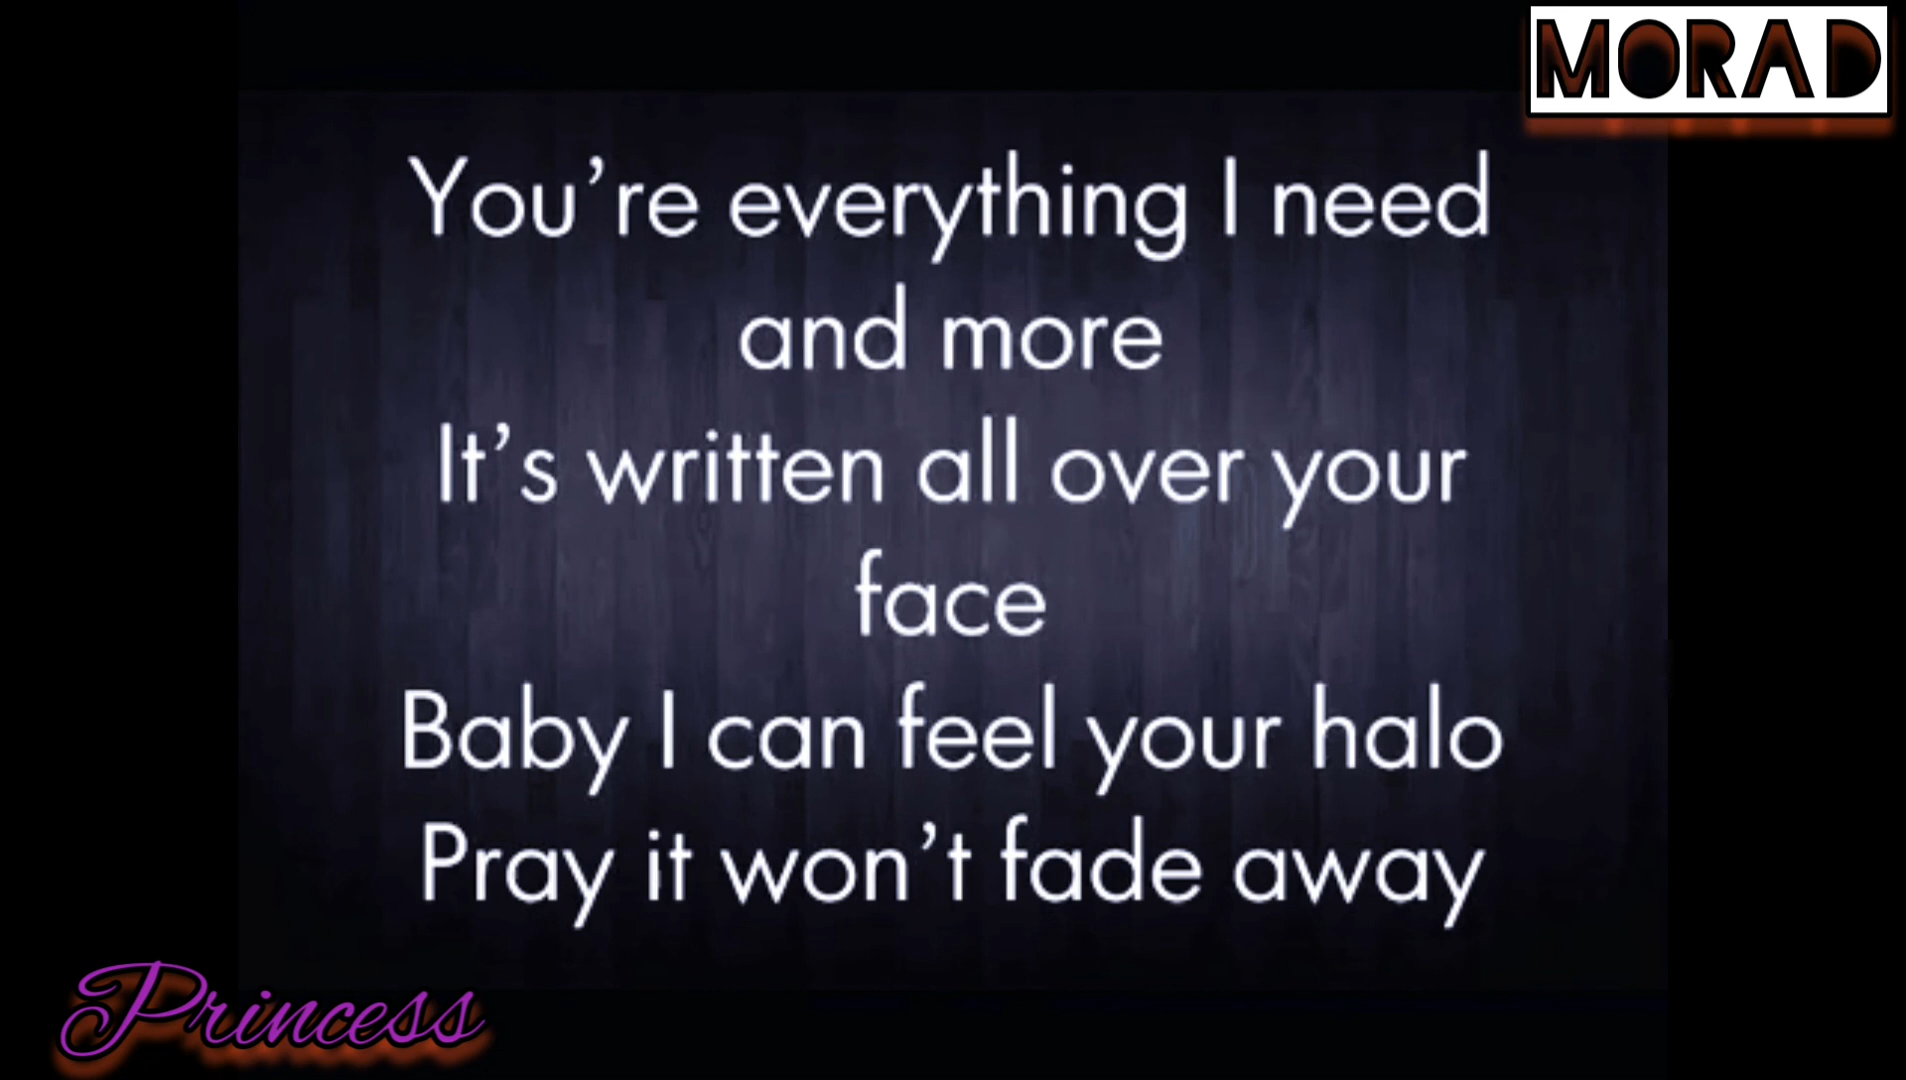 MORAD
You’re everything I need
and more
It’s written all over your
face
Baby I can feel your halo
Pray it won’t fade away
Princess